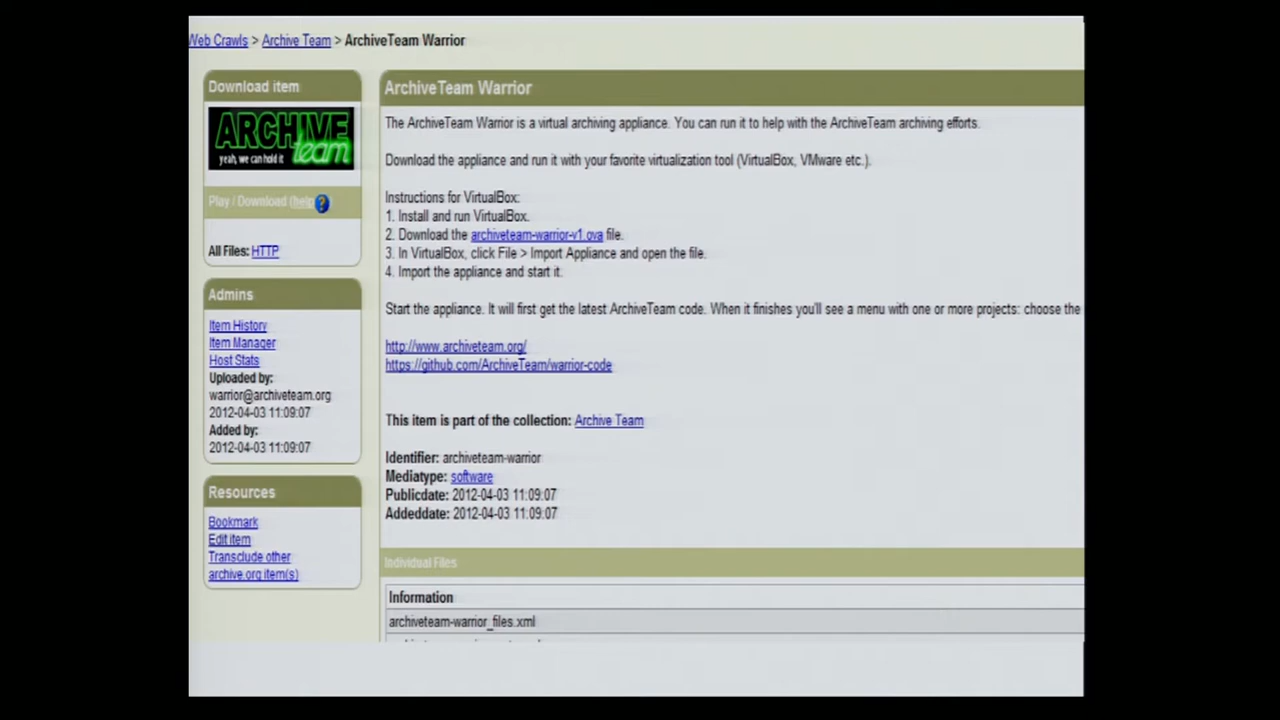 Web Crawls > Archive Team > ArchiveTeam Warrior
Download item
ARCHIVE
team
yeah, we can hold it
Play / Download (help
?
All Files: HTTP
Admins
Item History
Item Manager
Host Stats
Uploaded by:
warrior@archiveteam.org
2012-04-03 11:09:07
Added by:
2012-04-03 11:09:07
Resources
Bookmark
Edit item
Transclude other
archive.org item(s)
ArchiveTeam Warrior
The ArchiveTeam Warrior is a virtual archiving appliance. You can run it to help with the ArchiveTeam archiving efforts.
Download the appliance and run it with your favorite virtualization tool (VirtualBox, VMware etc.).
Instructions for VirtualBox:
1. Install and run VirtualBox.
2. Download the archiveteam-warrior-v1.ova file.
3. In VirtualBox, click File > Import Appliance and open the file.
4. Import the appliance and start it.
Start the appliance. It will first get the latest ArchiveTeam code. When it finishes you'll see a menu with one or more projects: choose the
http://www.archiveteam.org/
https://github.com/ArchiveTeam/warrior-code
This item is part of the collection: Archive Team
Identifier: archiveteam-warrior
Mediatype: software
Publicdate: 2012-04-03 11:09:07
Addeddate: 2012-04-03 11:09:07
Individual Files
Information
archiveteam-warrior_files.xml